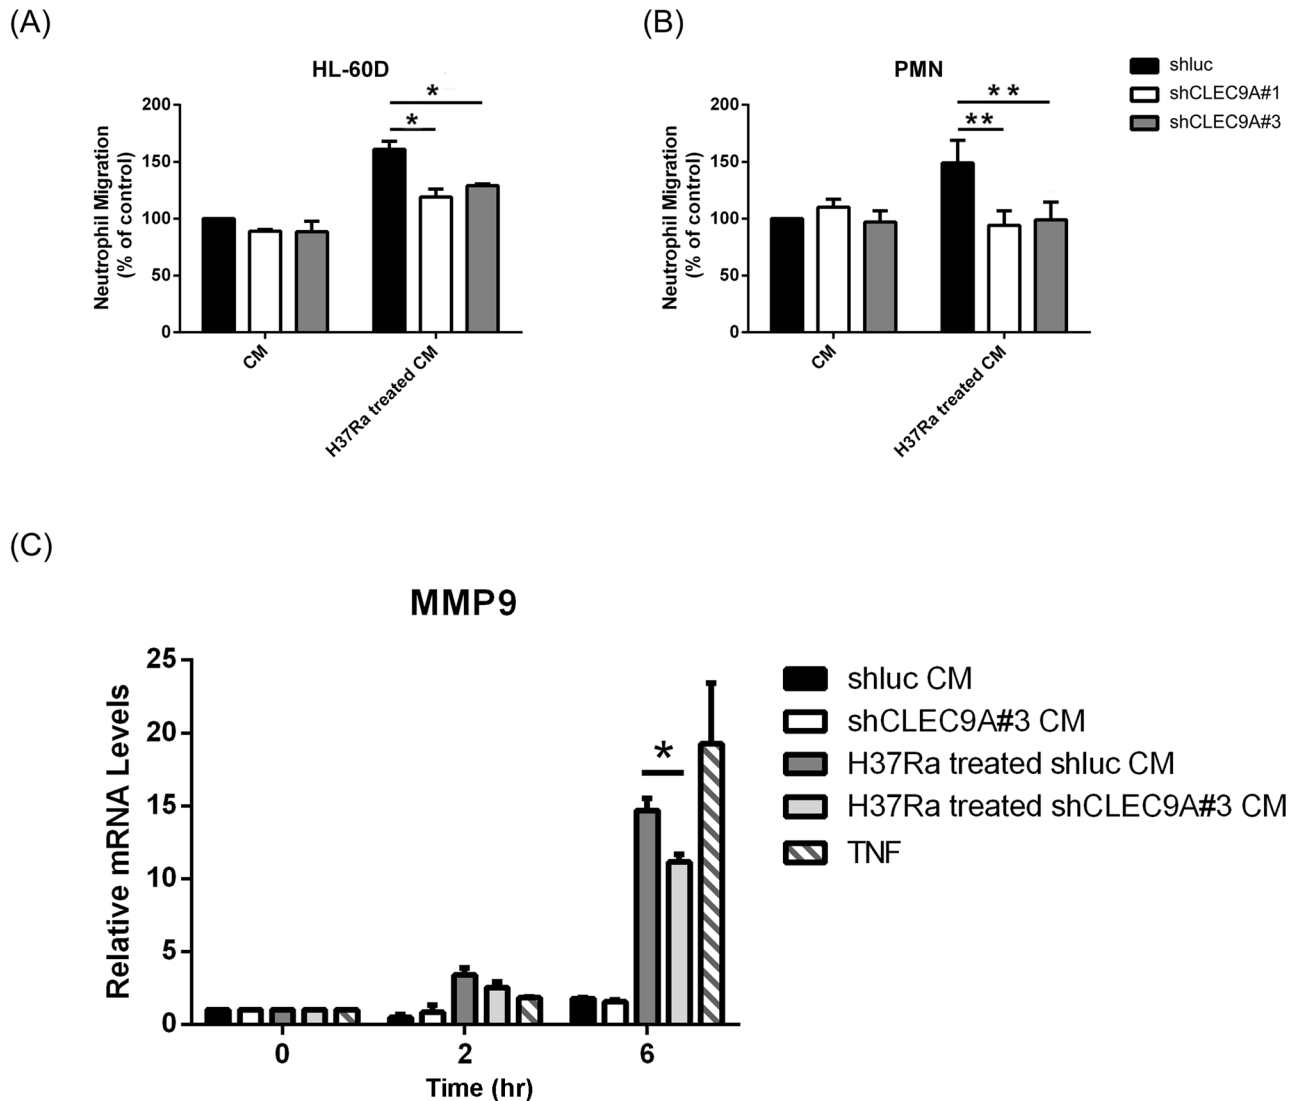 (A)
(B)
HL-60D
PMN
shluc
shCLEC9A#1
shCLEC9A#3
Neutrophil Migration
(% of control)
200
150
100
50
0
*
*
CM
H37Ra treated CM
Neutrophil Migration
(% of control)
200
150
100
50
0
**
**
CM
H37Ra treated CM
(C)
MMP9
Relative mRNA Levels
25
20
15
10
5
0
*
0
2
6
Time (hr)
shluc CM
shCLEC9A#3 CM
H37Ra treated shluc CM
H37Ra treated shCLEC9A#3 CM
TNF